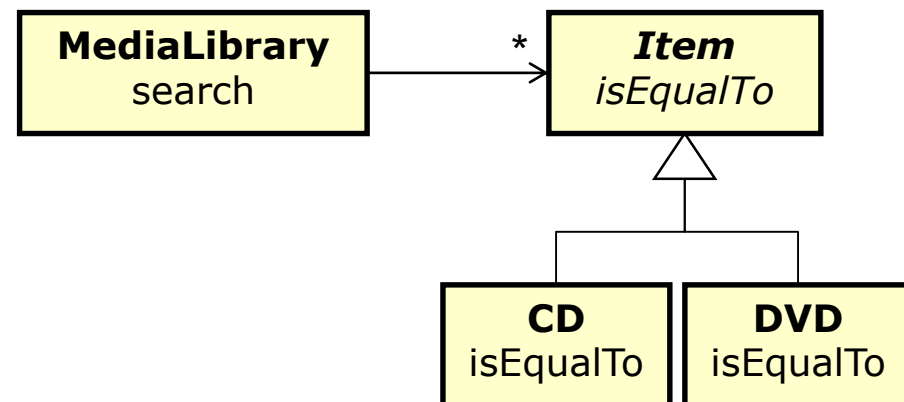 MediaLibrary
search
*
Item
isEqualTo
CD
isEqualTo
DVD
isEqualTo